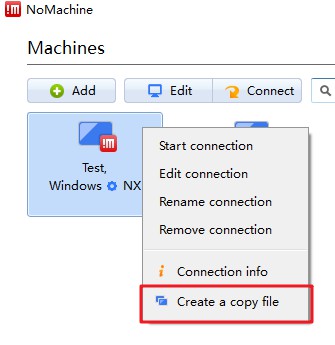 !m NoMachine
Machines
Add Edit Connect
Test,
Windows NX
!m
Start connection
Edit connection
Rename connection
Remove connection
Connection info
Create a copy file